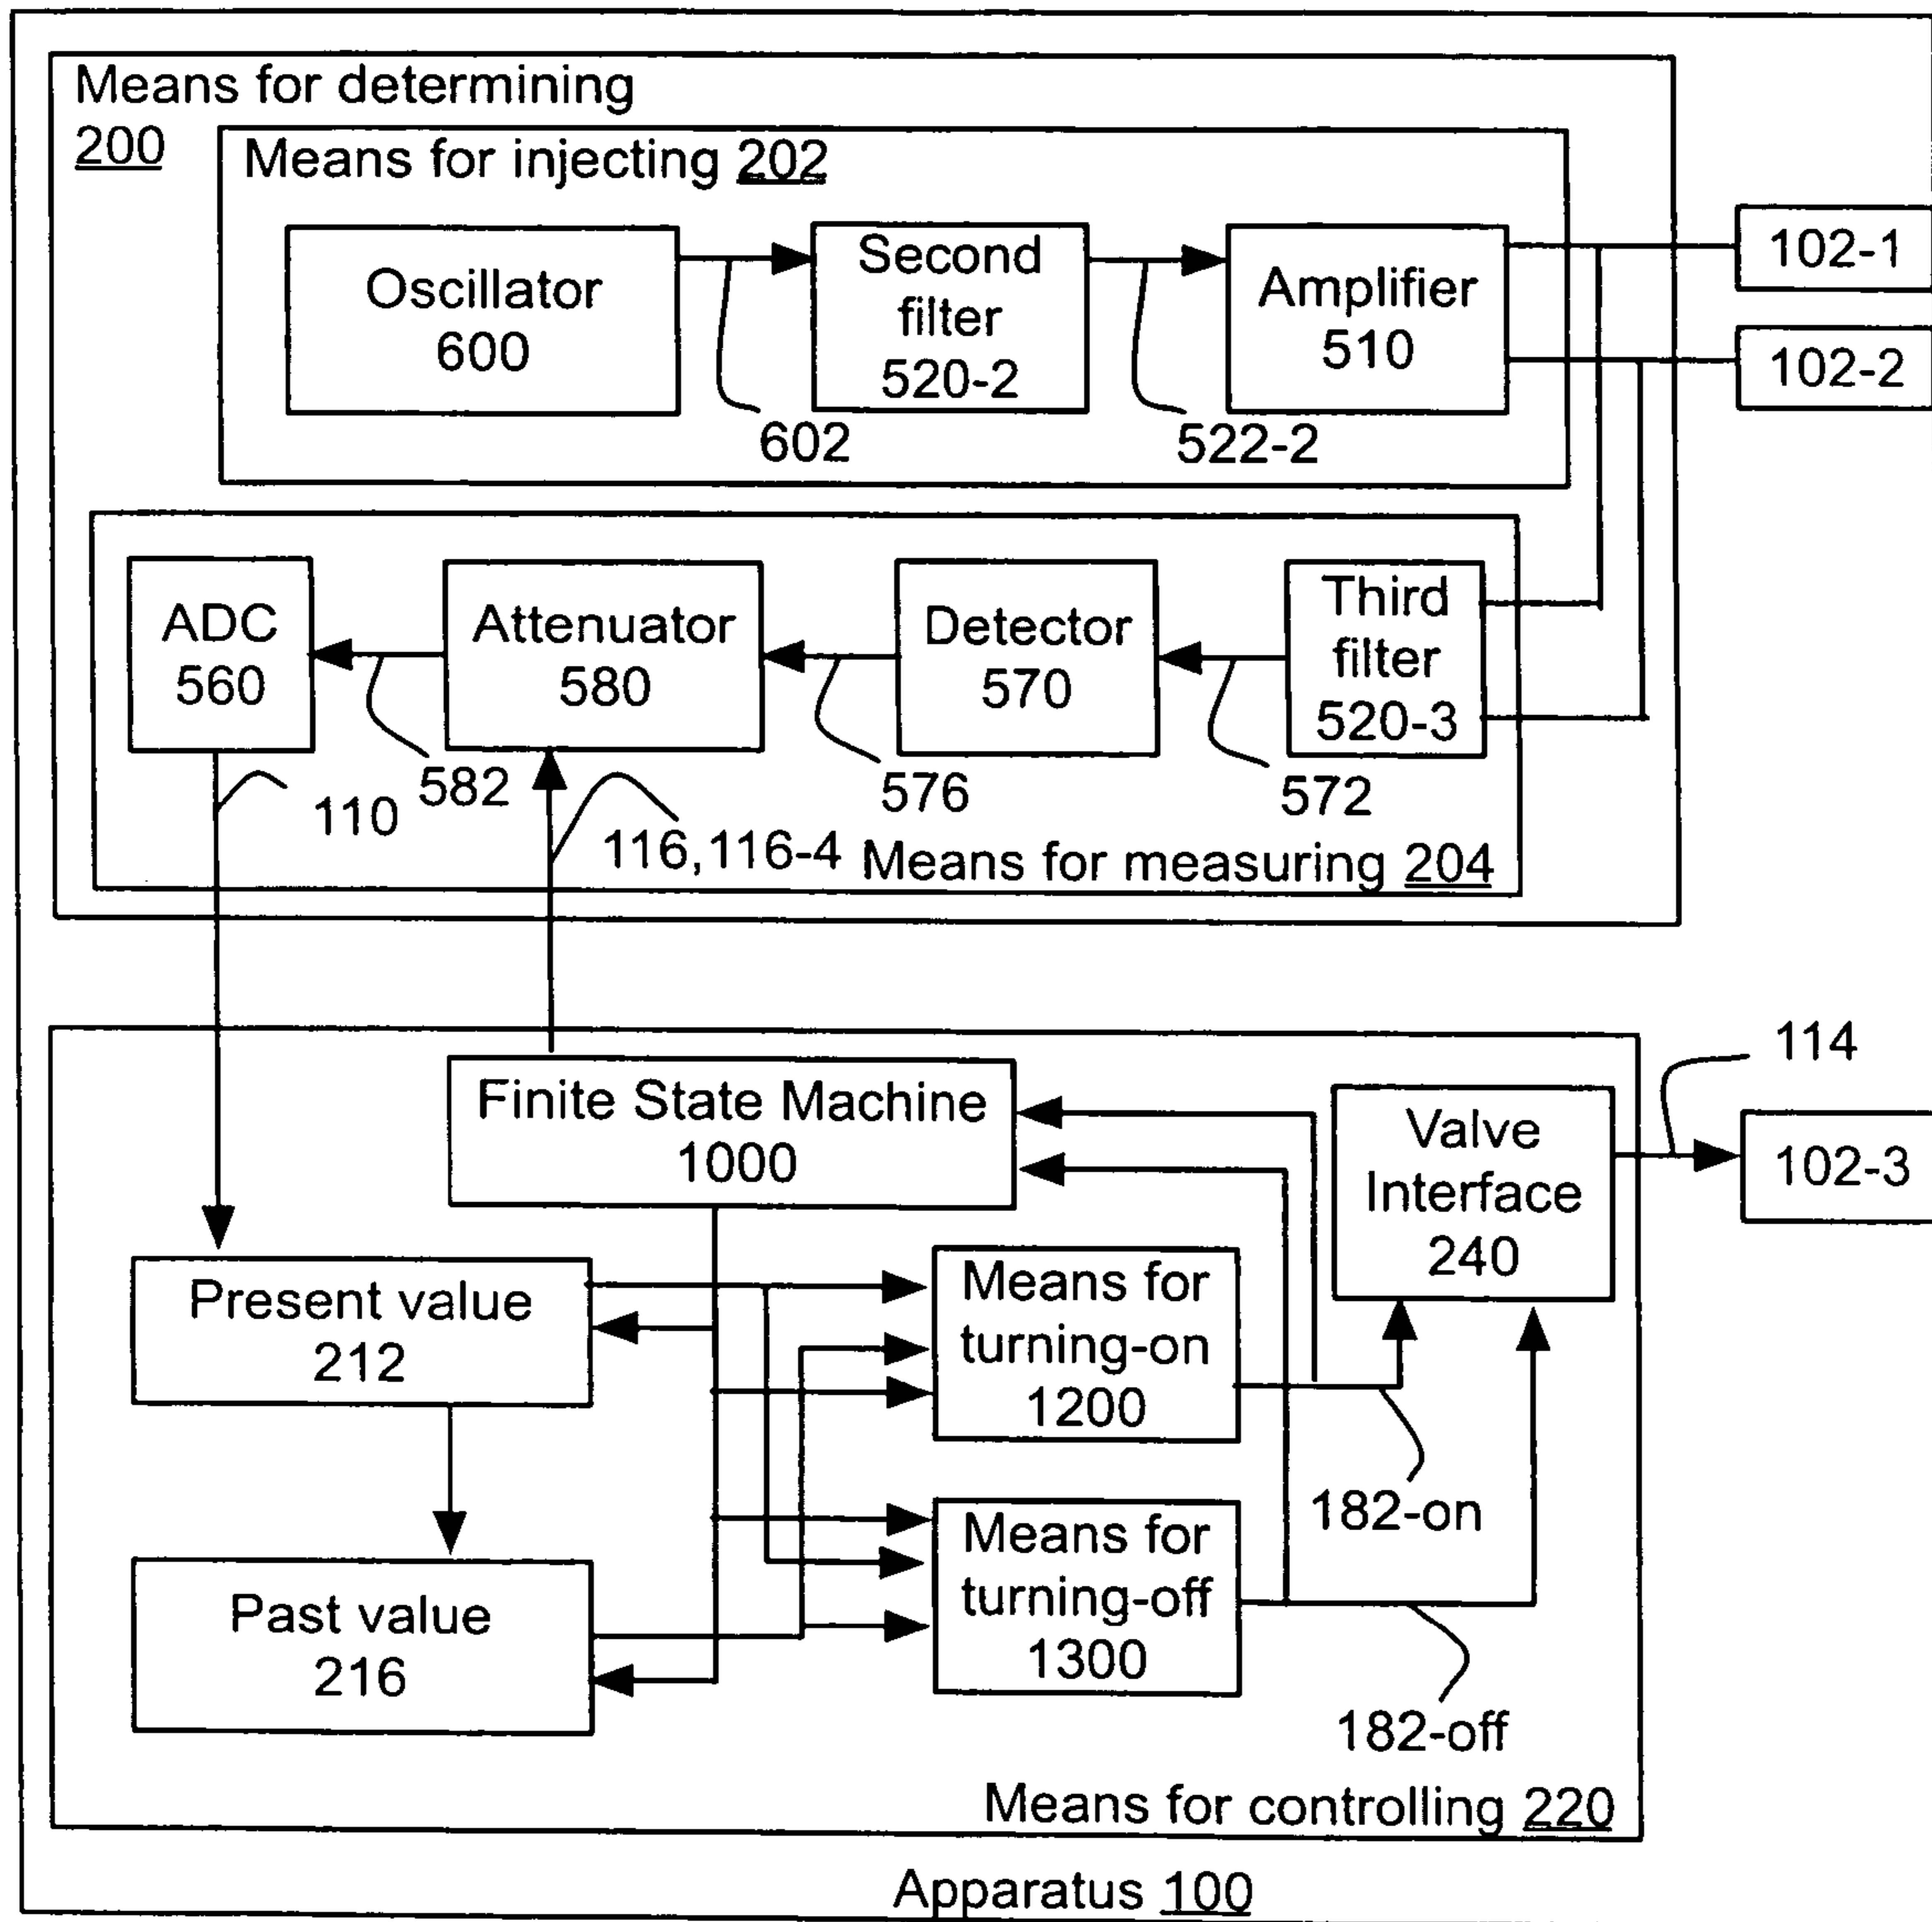 Means for determining
200
Means for injecting 202
Oscillator
600
Second
filter
520-2
Amplifier
510
102-1
102-2
602
522-2
ADC
560
Attenuator
580
Detector
570
Third
filter
520-3
110
582
576
572
116, 116-4
Means for measuring 204
Finite State Machine
1000
Valve
Interface
240
114
102-3
Present value
212
Means for
turning-on
1200
182-on
Past value
216
Means for
turning-off
1300
182-off
Means for controlling 220
Apparatus 100